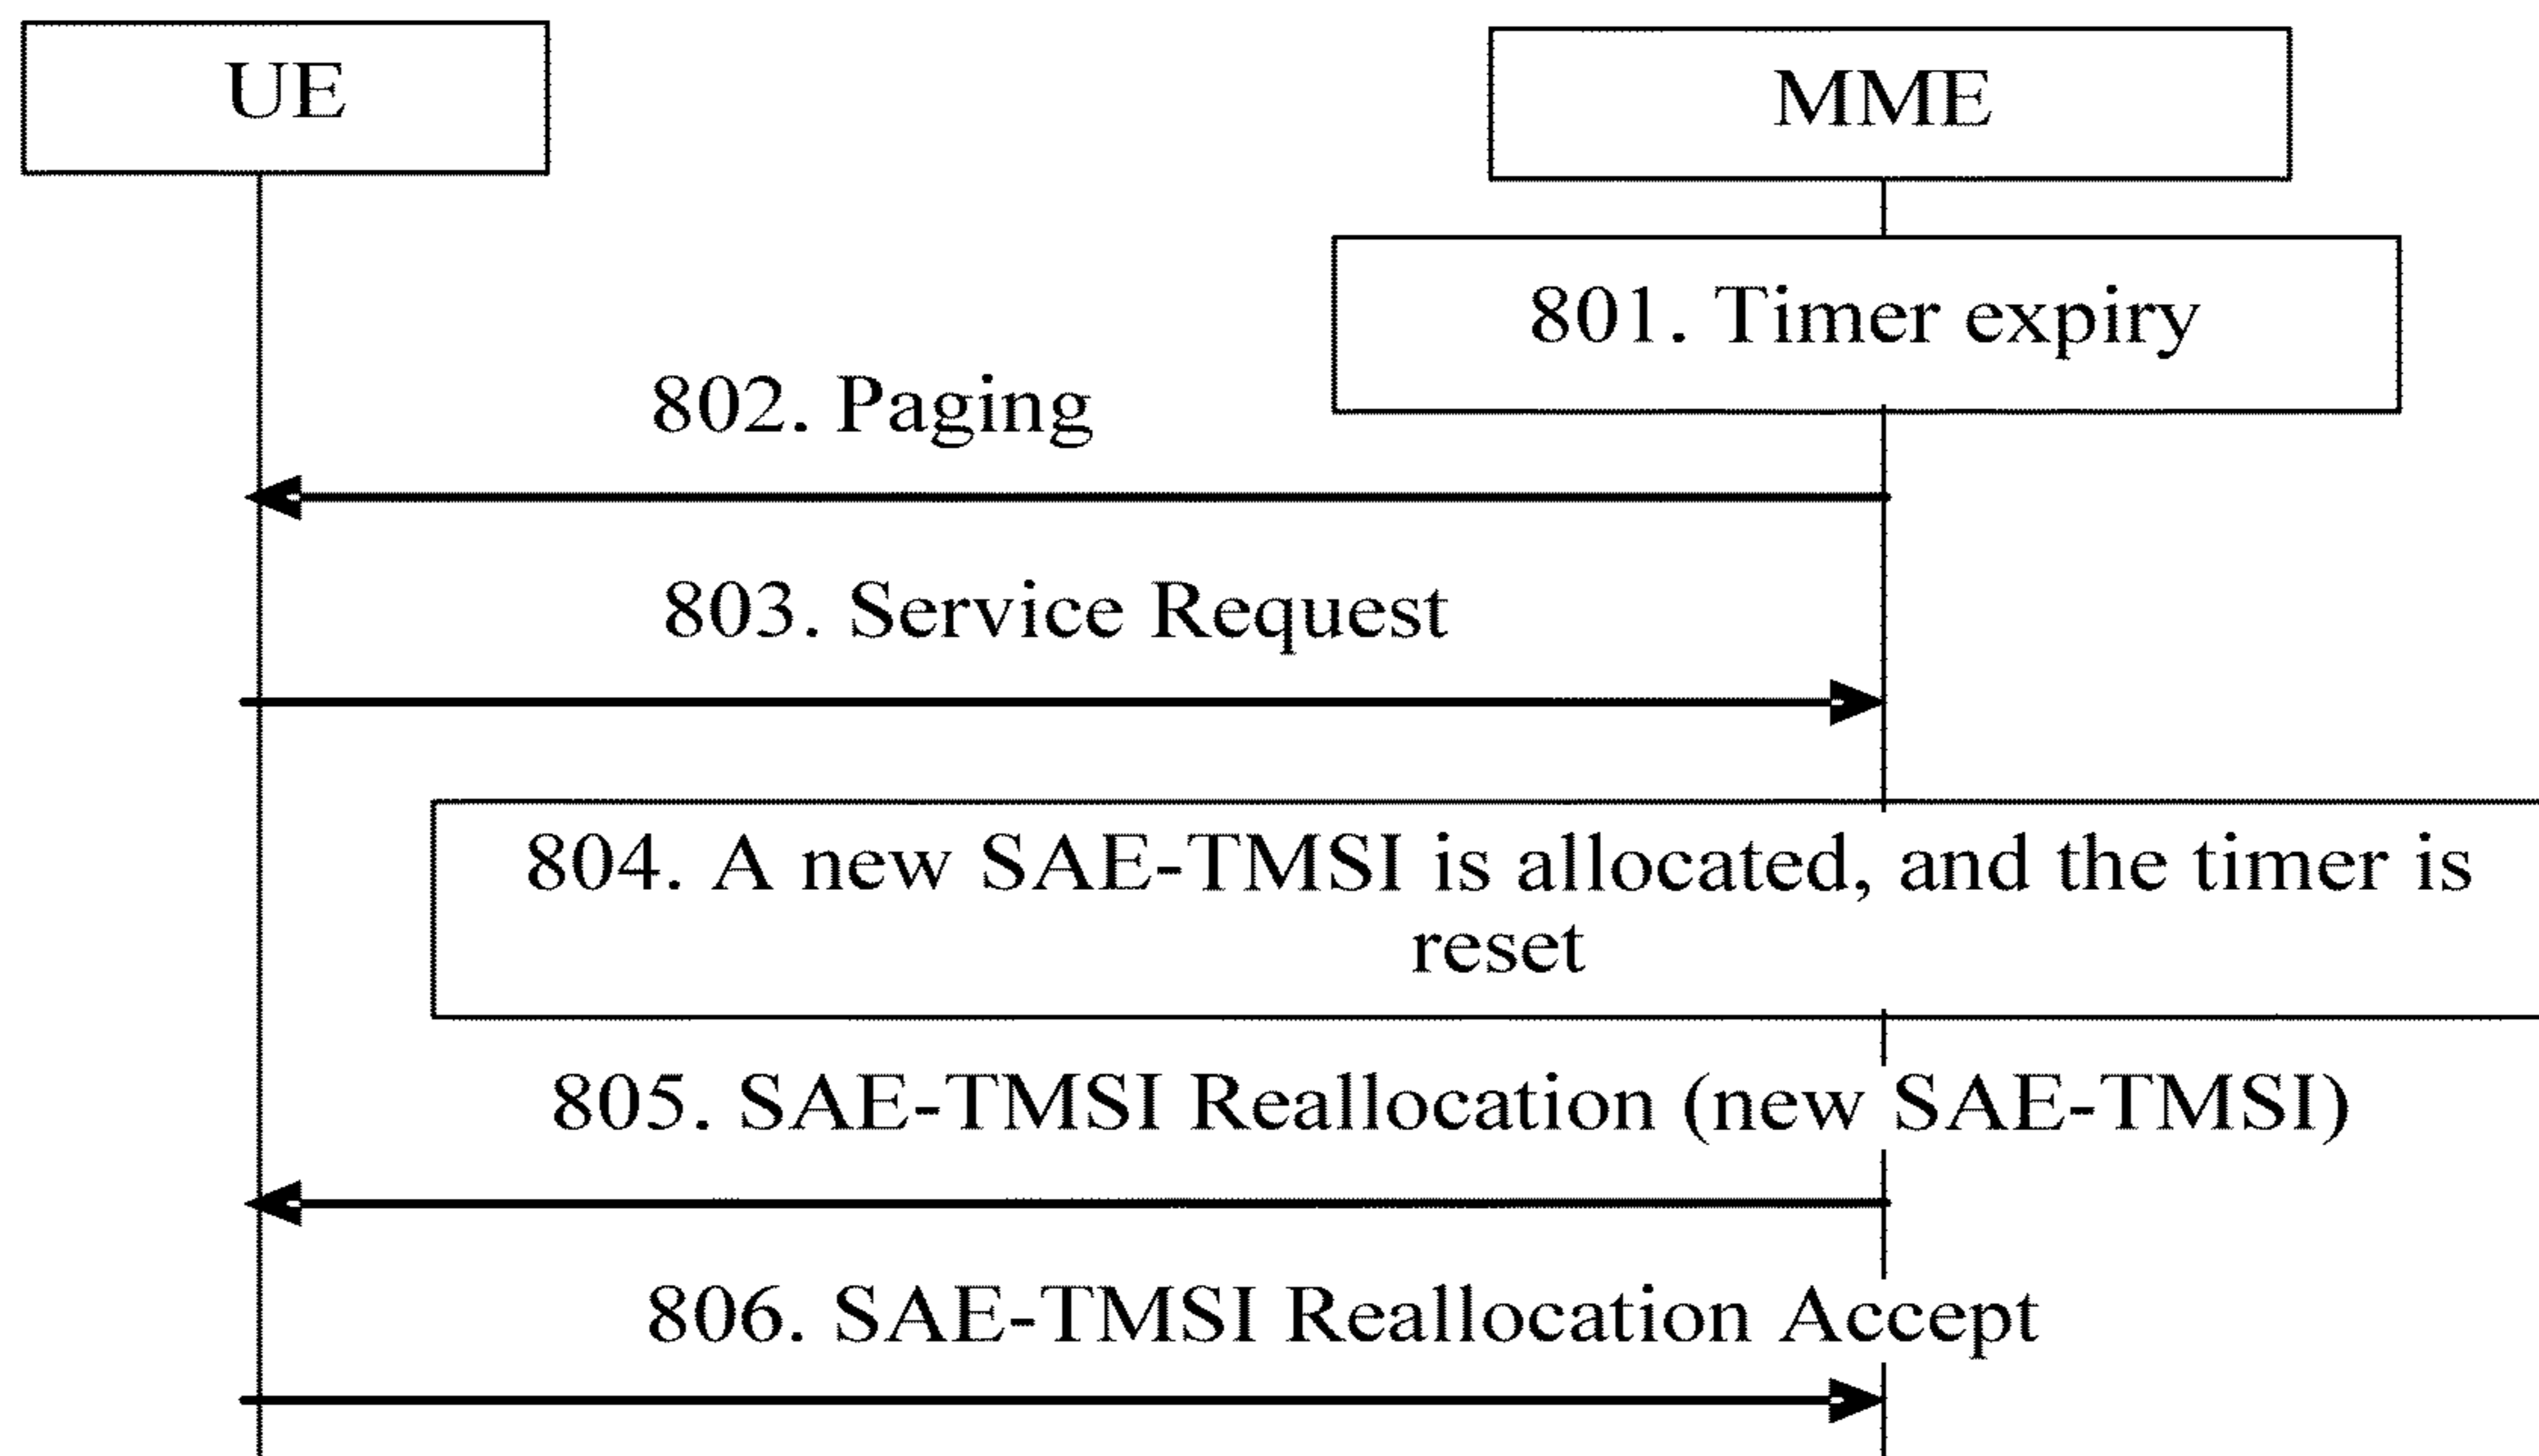 UE
MME
801. Timer expiry
802. Paging
803. Service Request
804. A new SAE-TMSI is allocated, and the timer is
reset
805. SAE-TMSI Reallocation (new SAE-TMSI)
806. SAE-TMSI Reallocation Accept